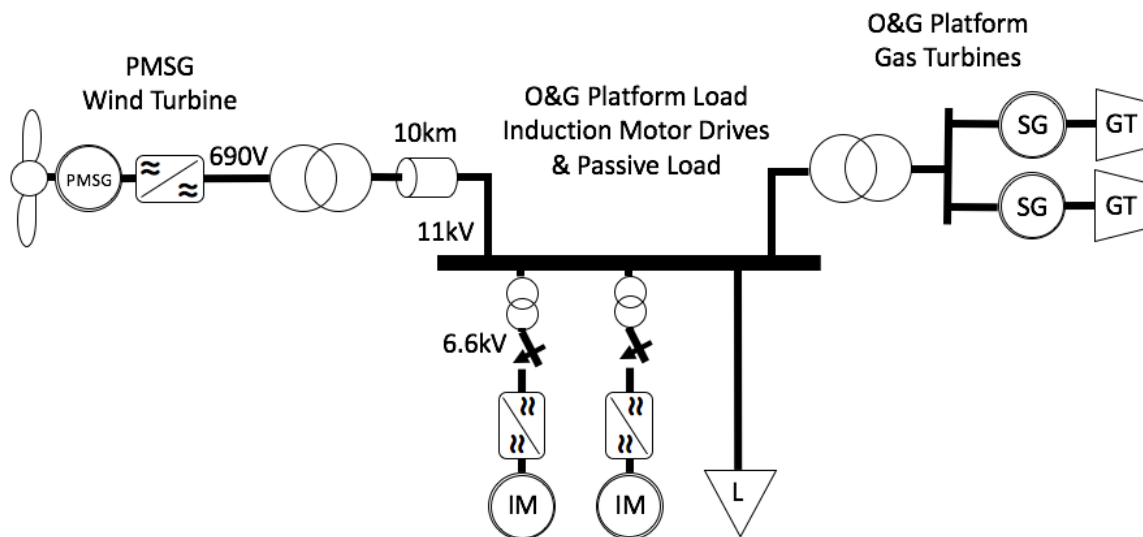 PMSG
Wind Turbine
PMSG
690V
10km
11kV
O&G Platform Load
Induction Motor Drives
& Passive Load
O&G Platform
Gas Turbines
SG
GT
SG
GT
6.6kV
IM
IM
L